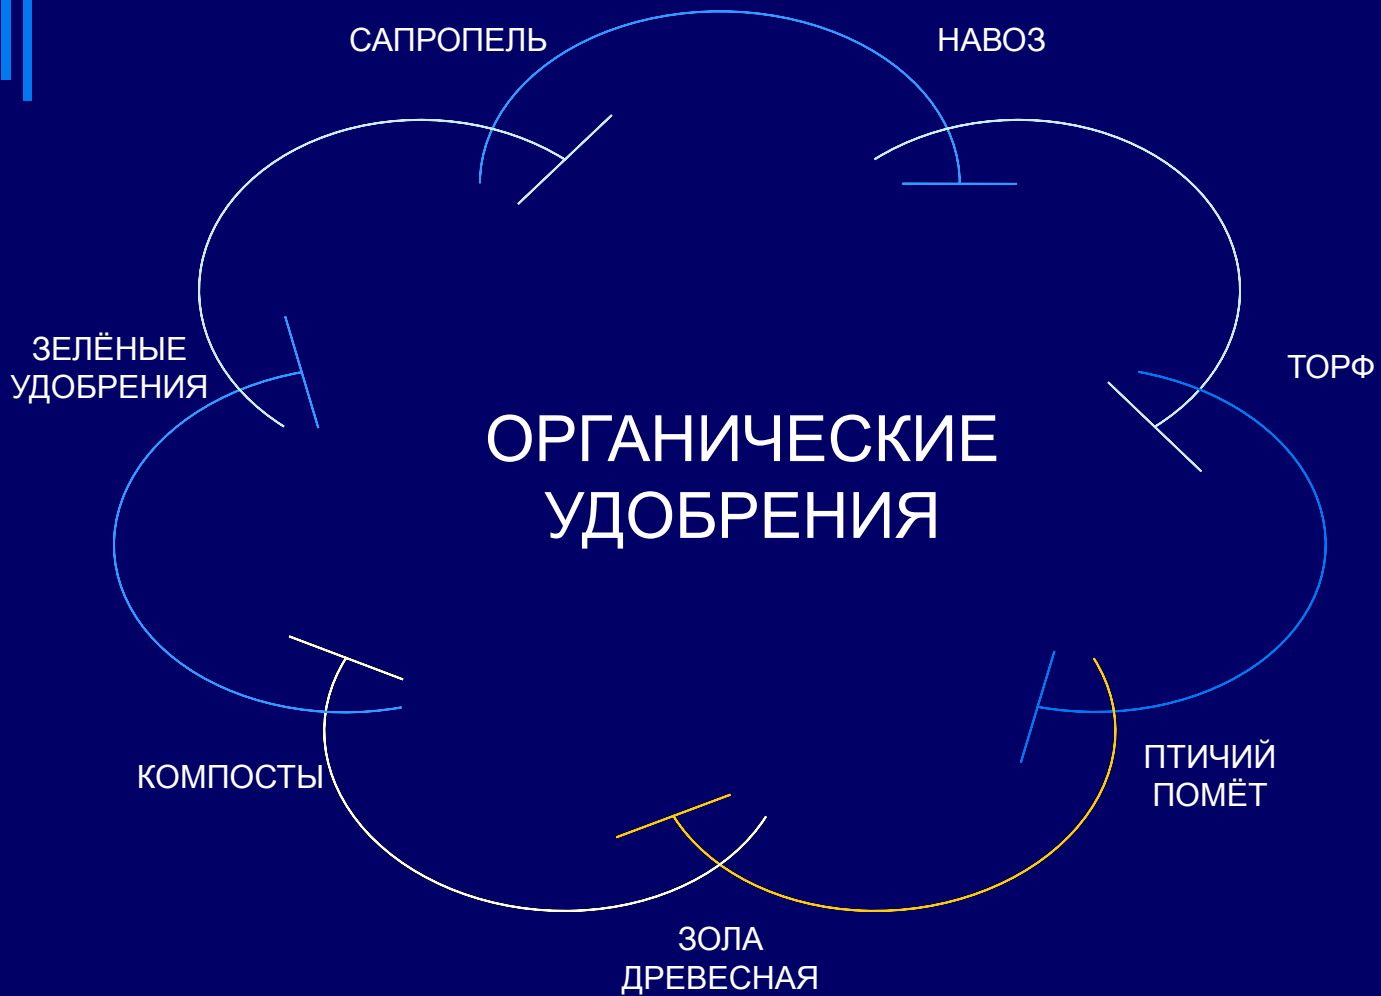 САПРОПЕЛЬ
НАВОЗ
ЗЕЛЁНЫЕ
УДОБРЕНИЯ
ТОРФ
ОРГАНИЧЕСКИЕ
УДОБРЕНИЯ
КОМПОСТЫ
ПТИЧИЙ
ПОМЁТ
ЗОЛА
ДРЕВЕСНАЯ